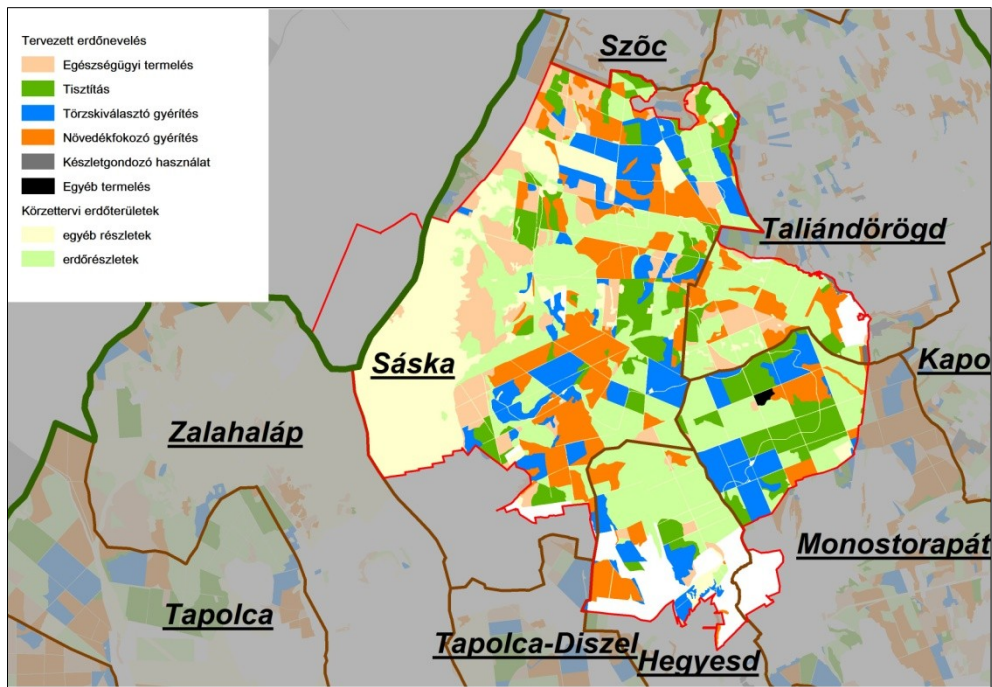 Tervezett erdőnevelés
Egészségügyi termelés
Tisztítás
Törzskiválasztó gyérítés
Növedékfokozó gyérítés
Készletgondozó használat
Egyéb termelés
Körzettervi erdőterületek
egyéb részletek
erdőrészletek
Szõc
Taliándörögd
Kapo
Sáska
Zalahaláp
Monostorapát
Tapolca
Tapolca-Diszel
Hegyesd